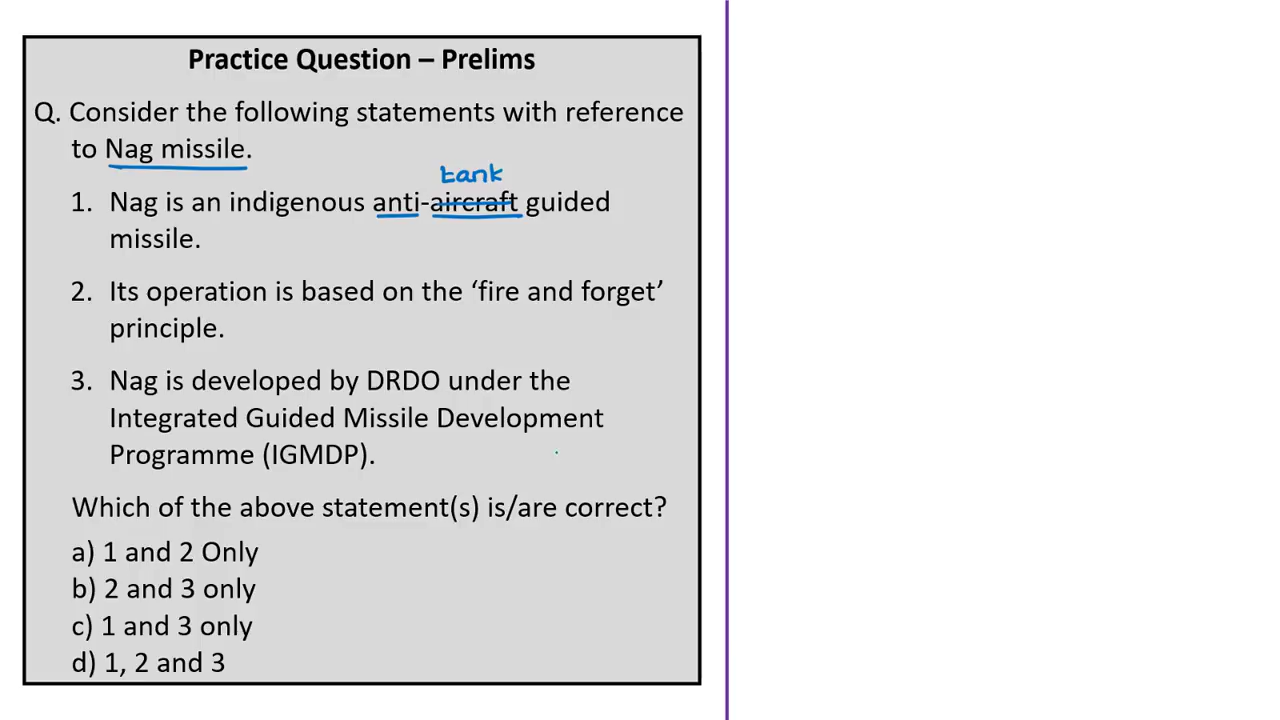 Practice Question – Prelims
Q. Consider the following statements with reference
to Nag missile.
tank
1. Nag is an indigenous anti-aircraft guided
missile.
2. Its operation is based on the ‘fire and forget’
principle.
3. Nag is developed by DRDO under the
Integrated Guided Missile Development
Programme (IGMDP).
Which of the above statement(s) is/are correct?
a) 1 and 2 Only
b) 2 and 3 only
c) 1 and 3 only
d) 1, 2 and 3